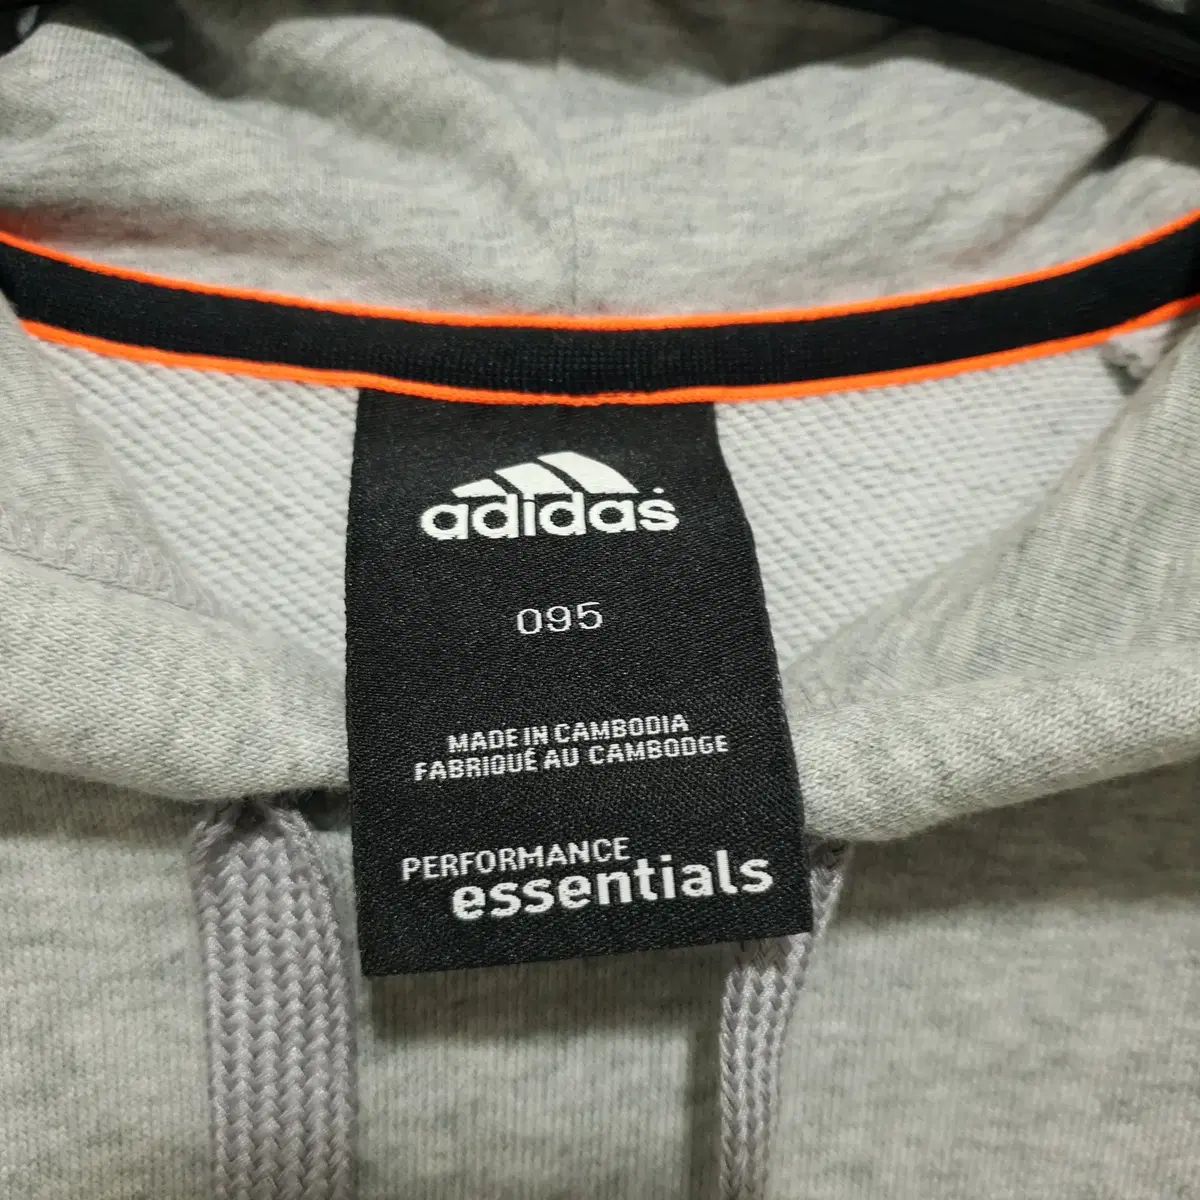 adidas
095
MADE IN CAMBODIA
FABRIQUÉ AU CAMBODGE
PERFORMANCE
essentials